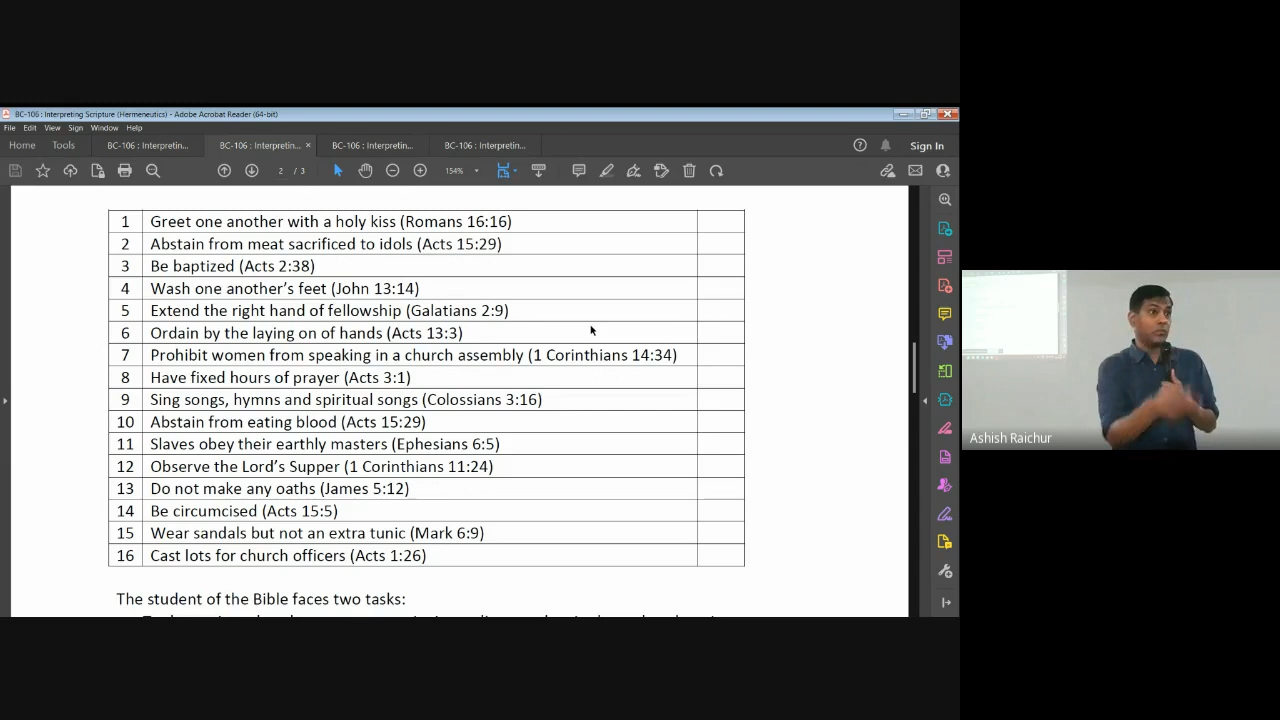 BC-106 : Interpreting Scripture (Hermeneutics) - Adobe Acrobat Reader (64-bit)
File Edit View Sign Window Help
Home Tools BC-106 : Interpretin... BC-106 : Interpretin... × BC-106 : Interpretin... BC-106 : Interpretin... Sign In
2 / 3 154%
1 Greet one another with a holy kiss (Romans 16:16)
2 Abstain from meat sacrificed to idols (Acts 15:29)
3 Be baptized (Acts 2:38)
4 Wash one another's feet (John 13:14)
5 Extend the right hand of fellowship (Galatians 2:9)
6 Ordain by the laying on of hands (Acts 13:3)
7 Prohibit women from speaking in a church assembly (1 Corinthians 14:34)
8 Have fixed hours of prayer (Acts 3:1)
9 Sing songs, hymns and spiritual songs (Colossians 3:16)
10 Abstain from eating blood (Acts 15:29)
11 Slaves obey their earthly masters (Ephesians 6:5)
12 Observe the Lord's Supper (1 Corinthians 11:24)
13 Do not make any oaths (James 5:12)
14 Be circumcised (Acts 15:5)
15 Wear sandals but not an extra tunic (Mark 6:9)
16 Cast lots for church officers (Acts 1:26)
The student of the Bible faces two tasks:
Ashish Raichur